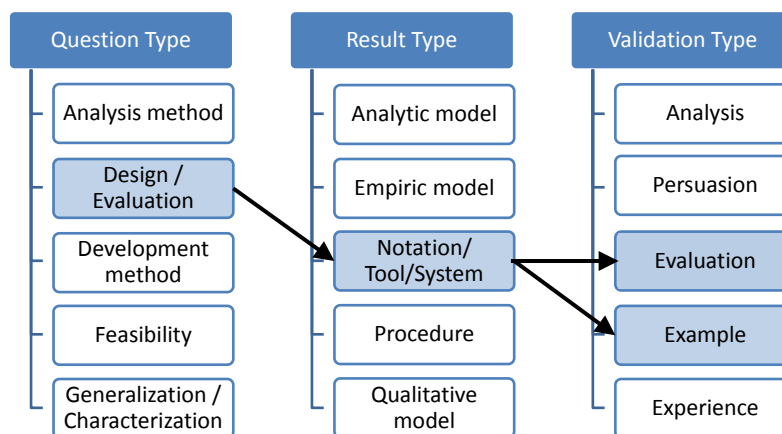 Question Type
Analysis method
Design /
Evaluation
Development
method
Feasibility
Generalization /
Characterization
Result Type
Analytic model
Empiric model
Notation/
Tool/System
Procedure
Qualitative
model
Validation Type
Analysis
Persuasion
Evaluation
Example
Experience